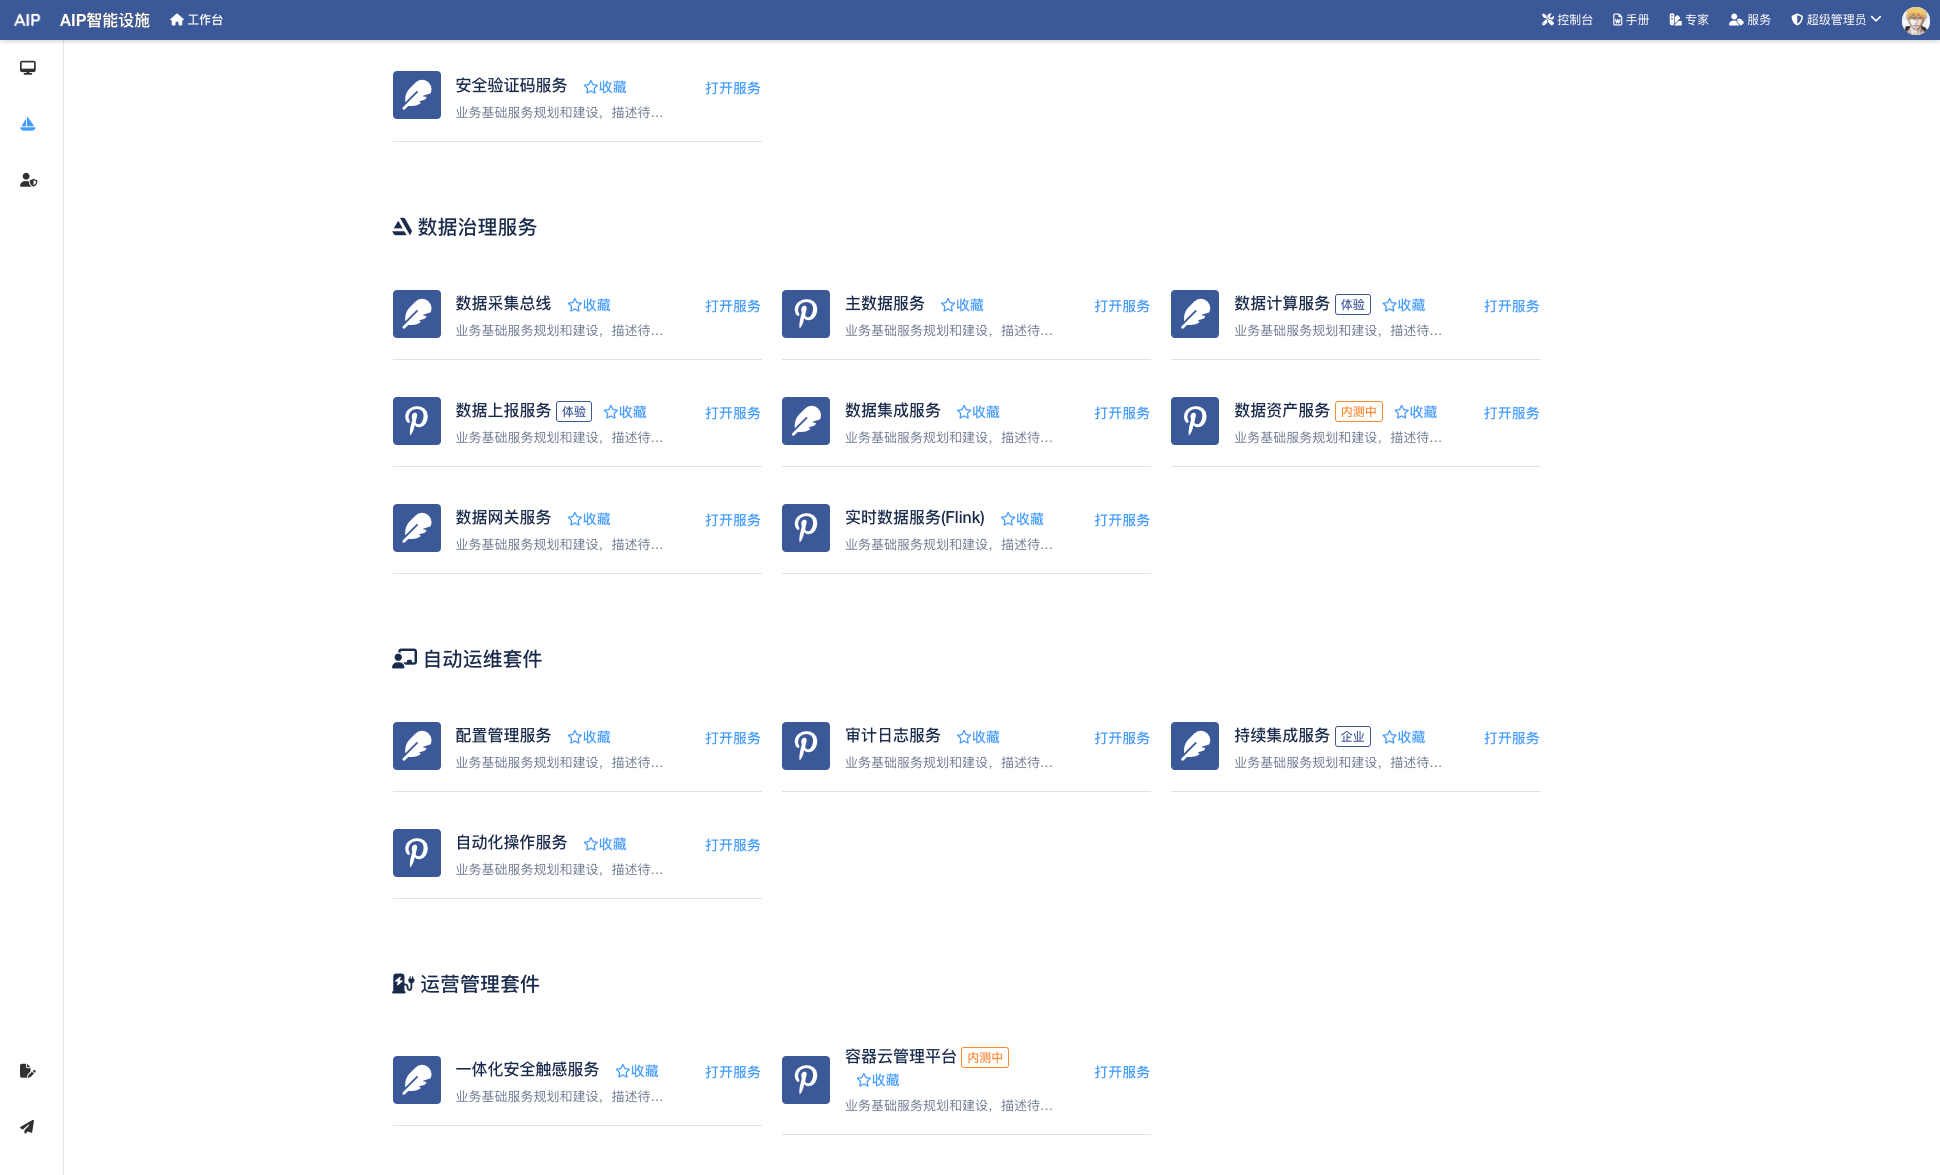 AIP AIP智能设施 工作台 控制台 手册 专家 服务 超级管理员
安全验证码服务 收藏 打开服务
业务基础服务规划和建设，描述待...
数据治理服务
数据采集总线 收藏 打开服务
业务基础服务规划和建设，描述待...
主数据服务 收藏 打开服务
业务基础服务规划和建设，描述待...
数据计算服务 体验 收藏 打开服务
业务基础服务规划和建设，描述待...
数据上报服务 体验 收藏 打开服务
业务基础服务规划和建设，描述待...
数据集成服务 收藏 打开服务
业务基础服务规划和建设，描述待...
数据资产服务 内测中 收藏 打开服务
业务基础服务规划和建设，描述待...
数据网关服务 收藏 打开服务
业务基础服务规划和建设，描述待...
实时数据服务(Flink) 收藏 打开服务
业务基础服务规划和建设，描述待...
自动运维套件
配置管理服务 收藏 打开服务
业务基础服务规划和建设，描述待...
审计日志服务 收藏 打开服务
业务基础服务规划和建设，描述待...
持续集成服务 企业 收藏 打开服务
业务基础服务规划和建设，描述待...
自动化操作服务 收藏 打开服务
业务基础服务规划和建设，描述待...
运营管理套件
一体化安全触感服务 收藏 打开服务
业务基础服务规划和建设，描述待...
容器云管理平台 内测中
收藏 打开服务
业务基础服务规划和建设，描述待...